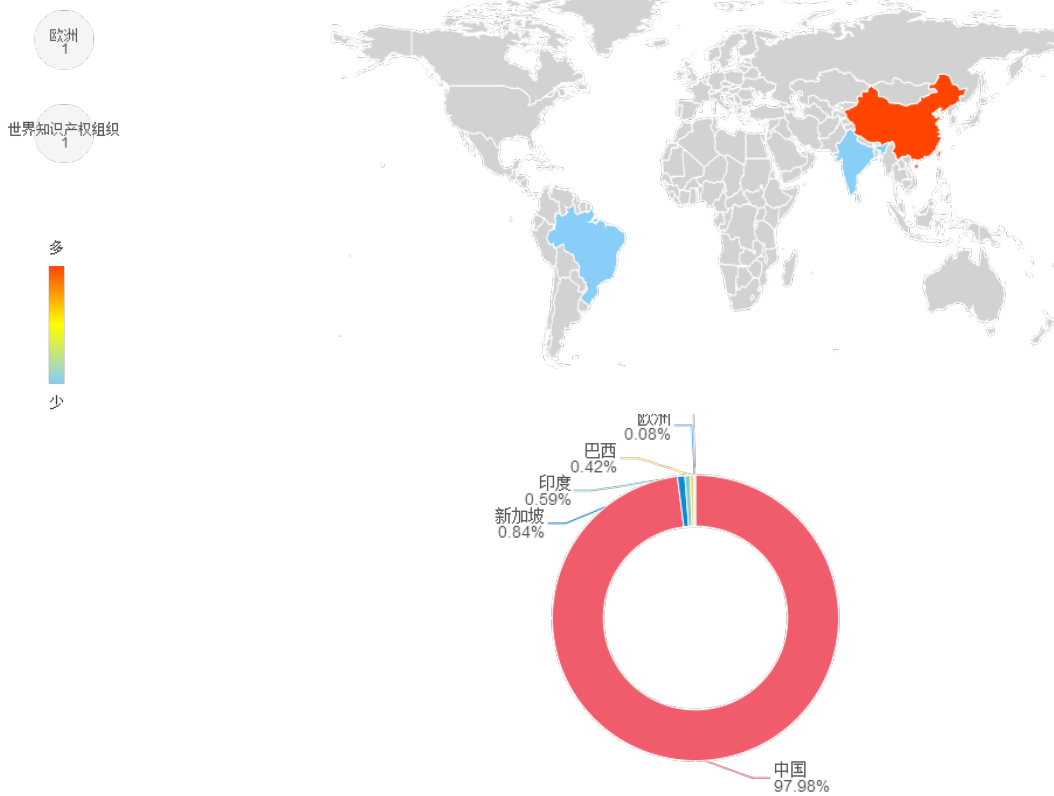 欧洲
1
世界知识产权组织
1
多
少
欧洲
0.08%
巴西
0.42%
印度
0.59%
新加坡
0.84%
中国
97.98%